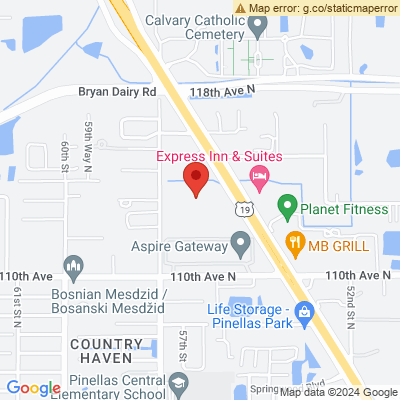 Map error: g.co/staticmaperror
Calvary Catholic
Cemetery
Bryan Dairy Rd
118th Ave N
60th St
59th Way N
Express Inn & Suites
Planet Fitness
19
MB GRILL
Aspire Gateway
110th Ave
110th Ave N
110th Ave N
Bosnian Mesdzid /
Bosanski Mesdžid
Life Storage -
Pinellas Park
61st St N
57th St
52nd St N
COUNTRY
HAVEN
Pinellas Central
Elementary School
Google
Map data ©2024 Google